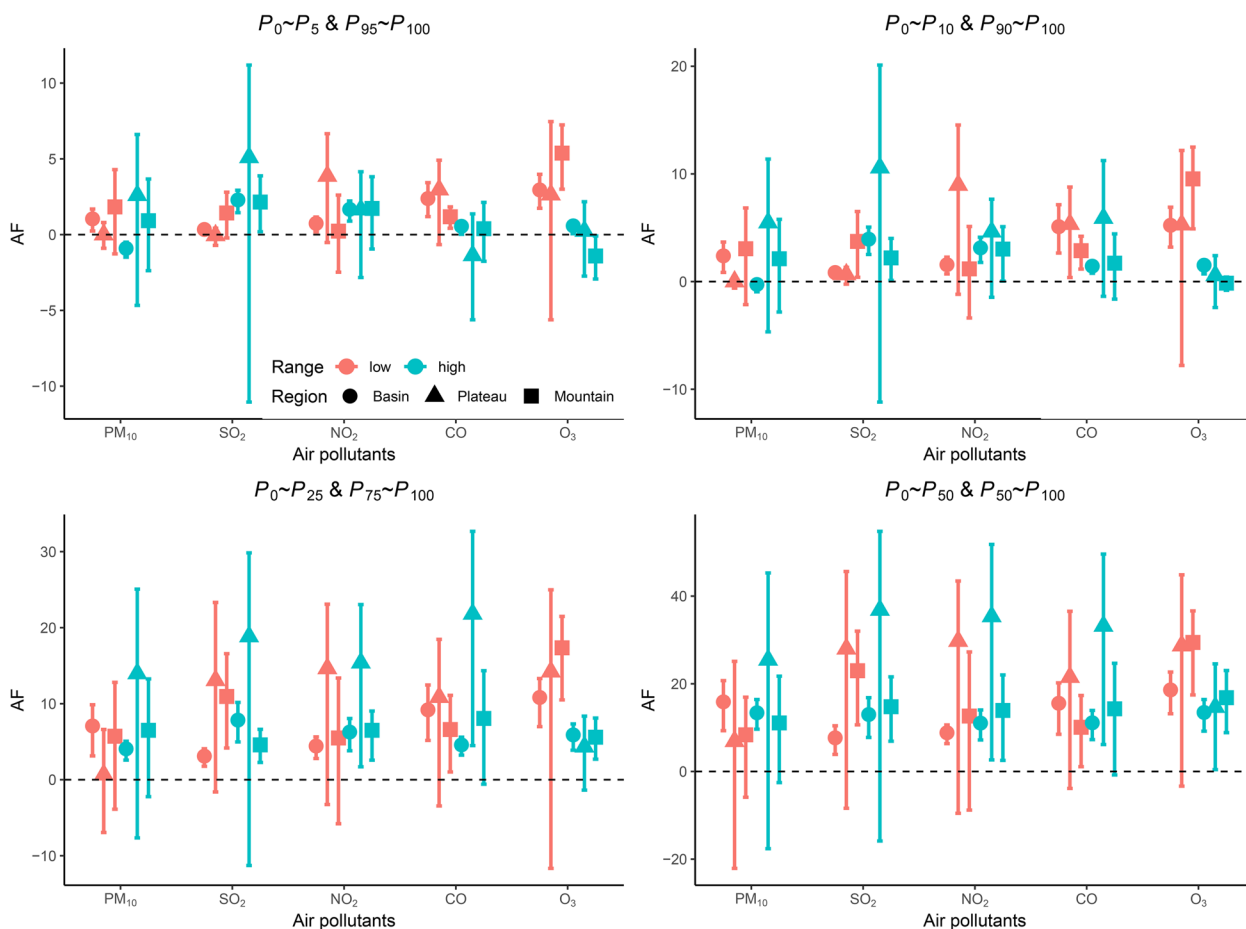 P₀~P₅ & P₉₅~P₁₀₀
AF
10
5
0
−5
−10
Range low high
Region Basin Plateau Mountain
PM₁₀ SO₂ NO₂ CO O₃
Air pollutants
P₀~P₁₀ & P₉₀~P₁₀₀
AF
20
10
0
−10
PM₁₀ SO₂ NO₂ CO O₃
Air pollutants
P₀~P₂₅ & P₇₅~P₁₀₀
AF
30
20
10
0
−10
PM₁₀ SO₂ NO₂ CO O₃
Air pollutants
P₀~P₅₀ & P₅₀~P₁₀₀
AF
40
20
0
−20
PM₁₀ SO₂ NO₂ CO O₃
Air pollutants